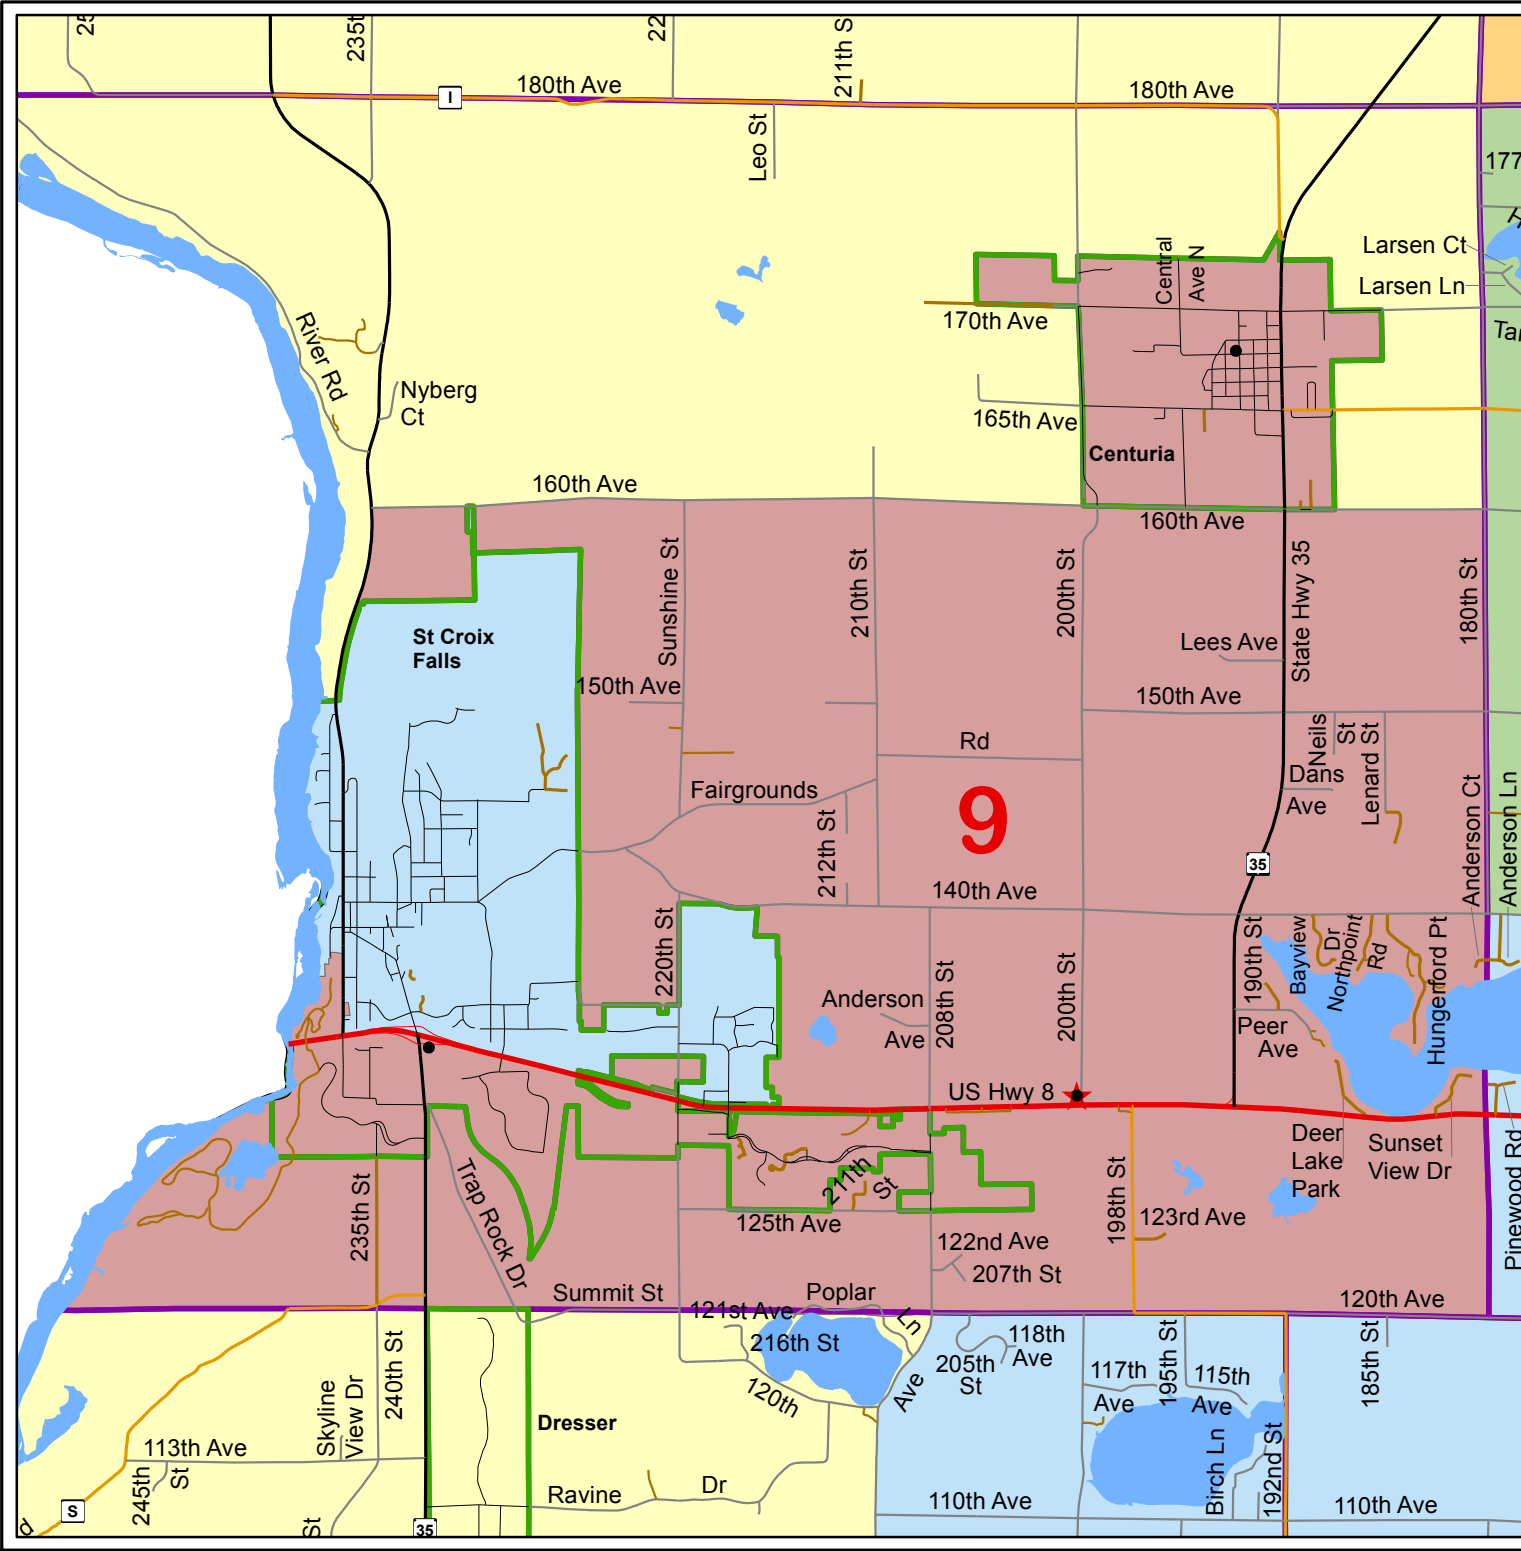 25
235t
22
211th S
180th Ave
I
180th Ave
Leo St
177
Larsen Ct
Central
Ave N
Larsen Ln
170th Ave
Tar
River Rd
Nyberg
Ct
165th Ave
Centuria
160th Ave
160th Ave
St Croix
Falls
Sunshine St
210th St
200th St
State Hwy 35
180th St
Lees Ave
150th Ave
150th Ave
Neils
St
Lenard St
Rd
Fairgrounds
9
Dans
Ave
212th St
35
Anderson Ct
Anderson Ln
140th Ave
220th St
208th St
200th St
190th St
Bayview
Dr
Northpoint
Rd
Hungerford Pt
Anderson
Ave
Peer
Ave
US Hwy 8
Deer
Lake
Park
Sunset
View Dr
Pinewood Rd
235th St
Trap Rock Dr
211th
St
198th St
125th Ave
123rd Ave
122nd Ave
207th St
Summit St
Poplar
Ln
121st Ave
216th St
120th Ave
240th St
118th
Ave
205th
St
195th St
185th St
117th
Ave
115th
Ave
120th
Ave
Skyline
View Dr
Dresser
113th Ave
245th
St
Birch Ln
192nd St
S
Ravine
Dr
110th Ave
110th Ave
St
35
d